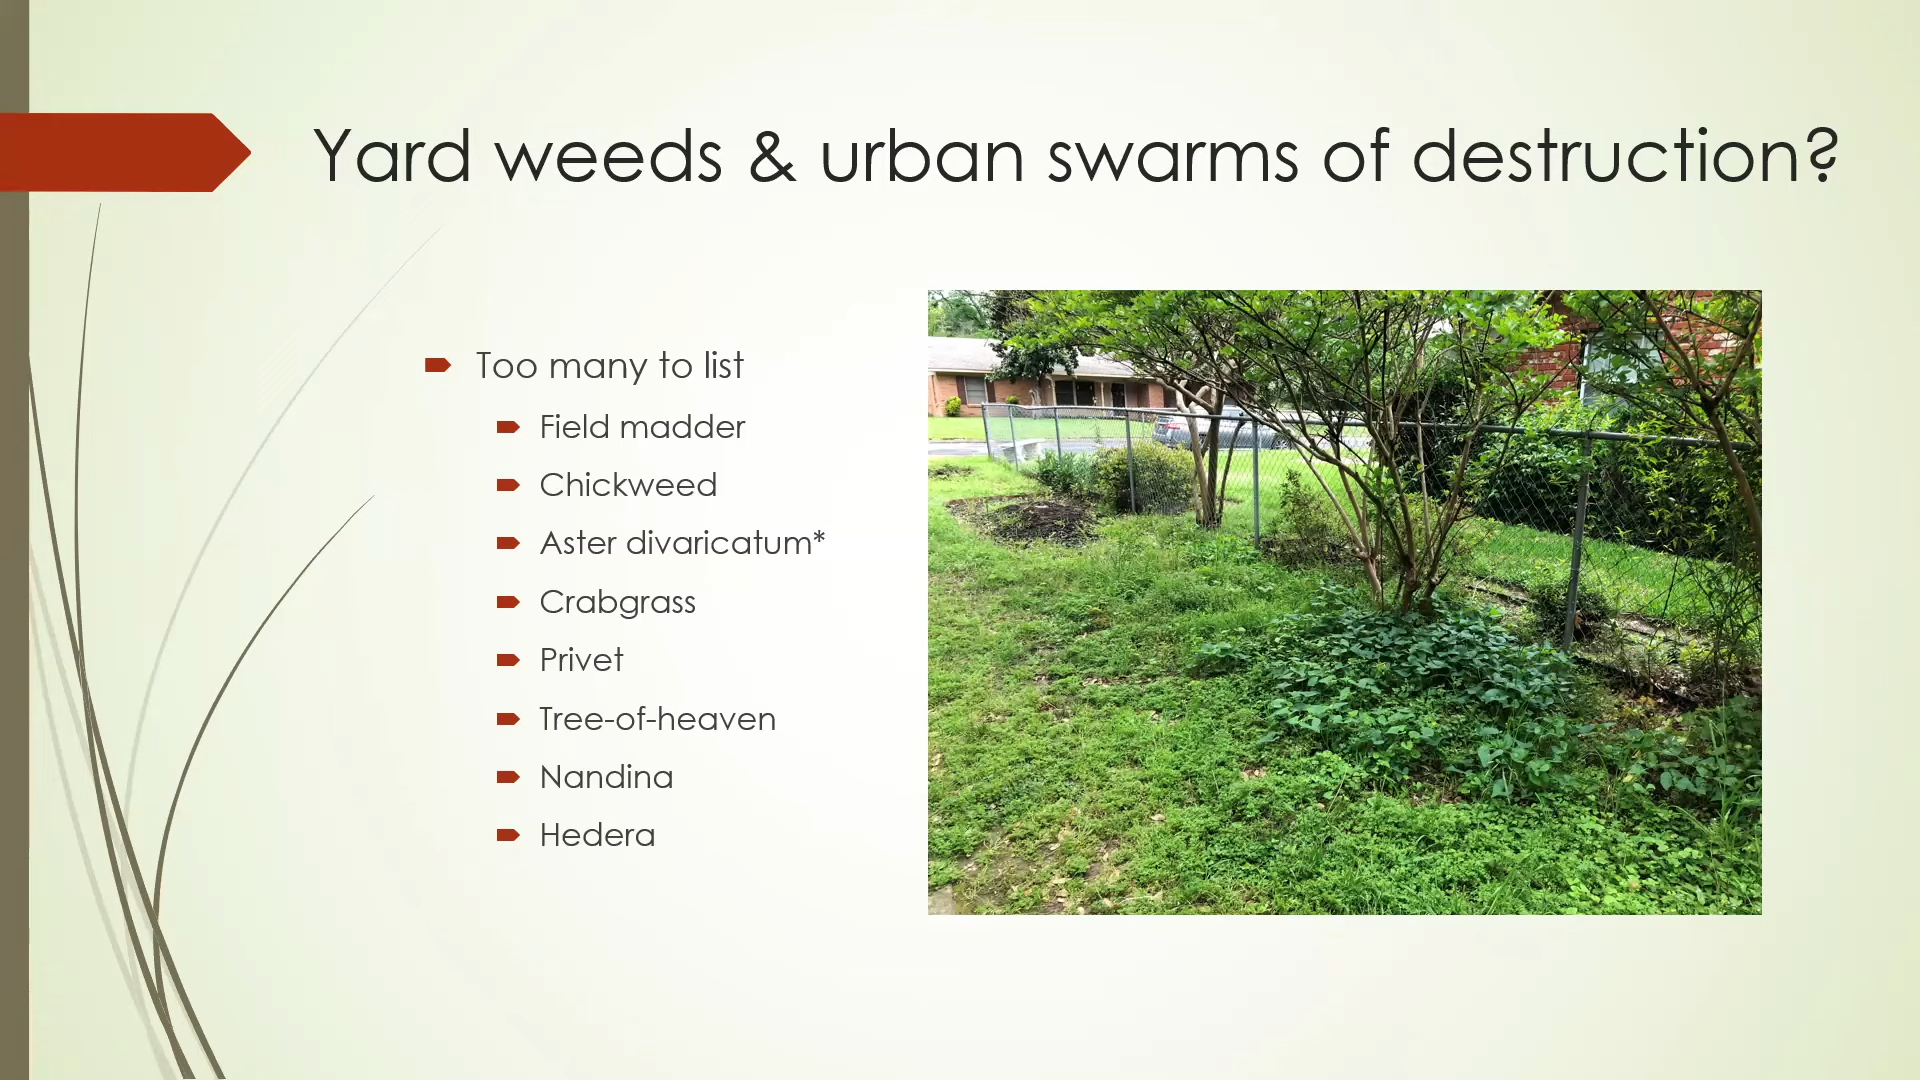 Yard weeds & urban swarms of destruction?
Too many to list
Field madder
Chickweed
Aster divaricatum*
Crabgrass
Privet
Tree-of-heaven
Nandina
Hedera